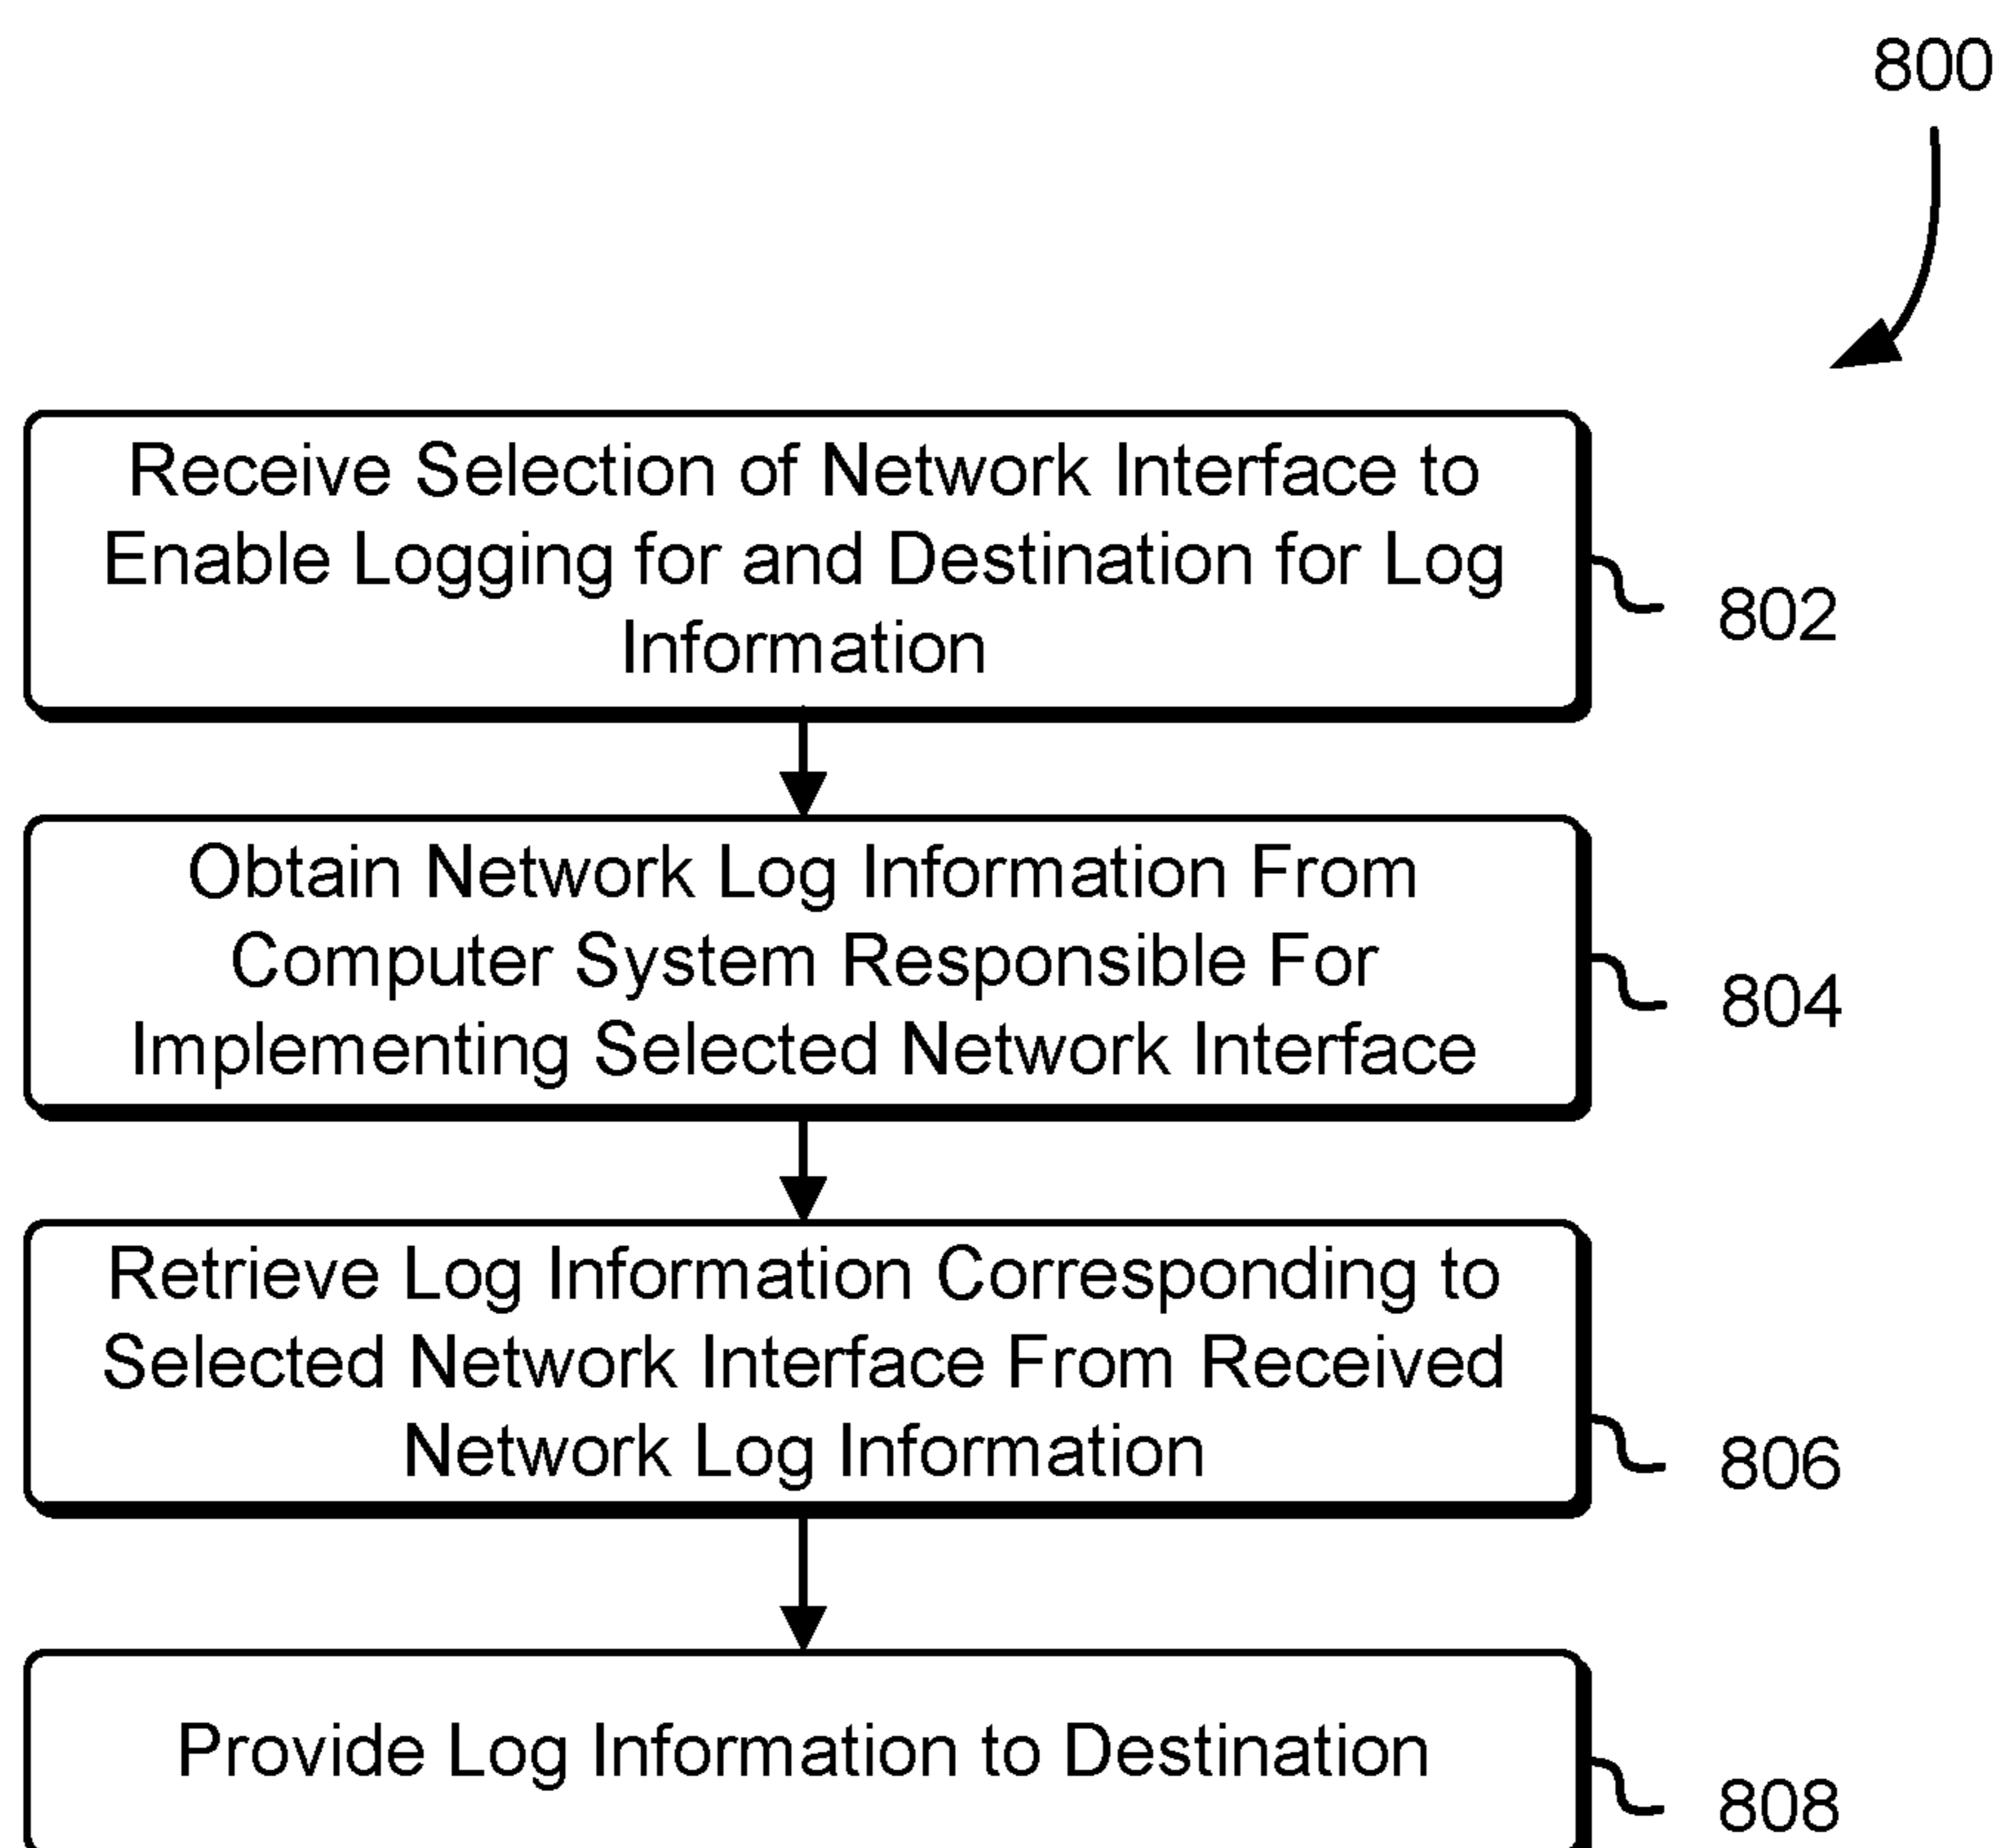 800
Receive Selection of Network Interface to
Enable Logging for and Destination for Log
Information
802
Obtain Network Log Information From
Computer System Responsible For
Implementing Selected Network Interface
804
Retrieve Log Information Corresponding to
Selected Network Interface From Received
Network Log Information
806
Provide Log Information to Destination
808